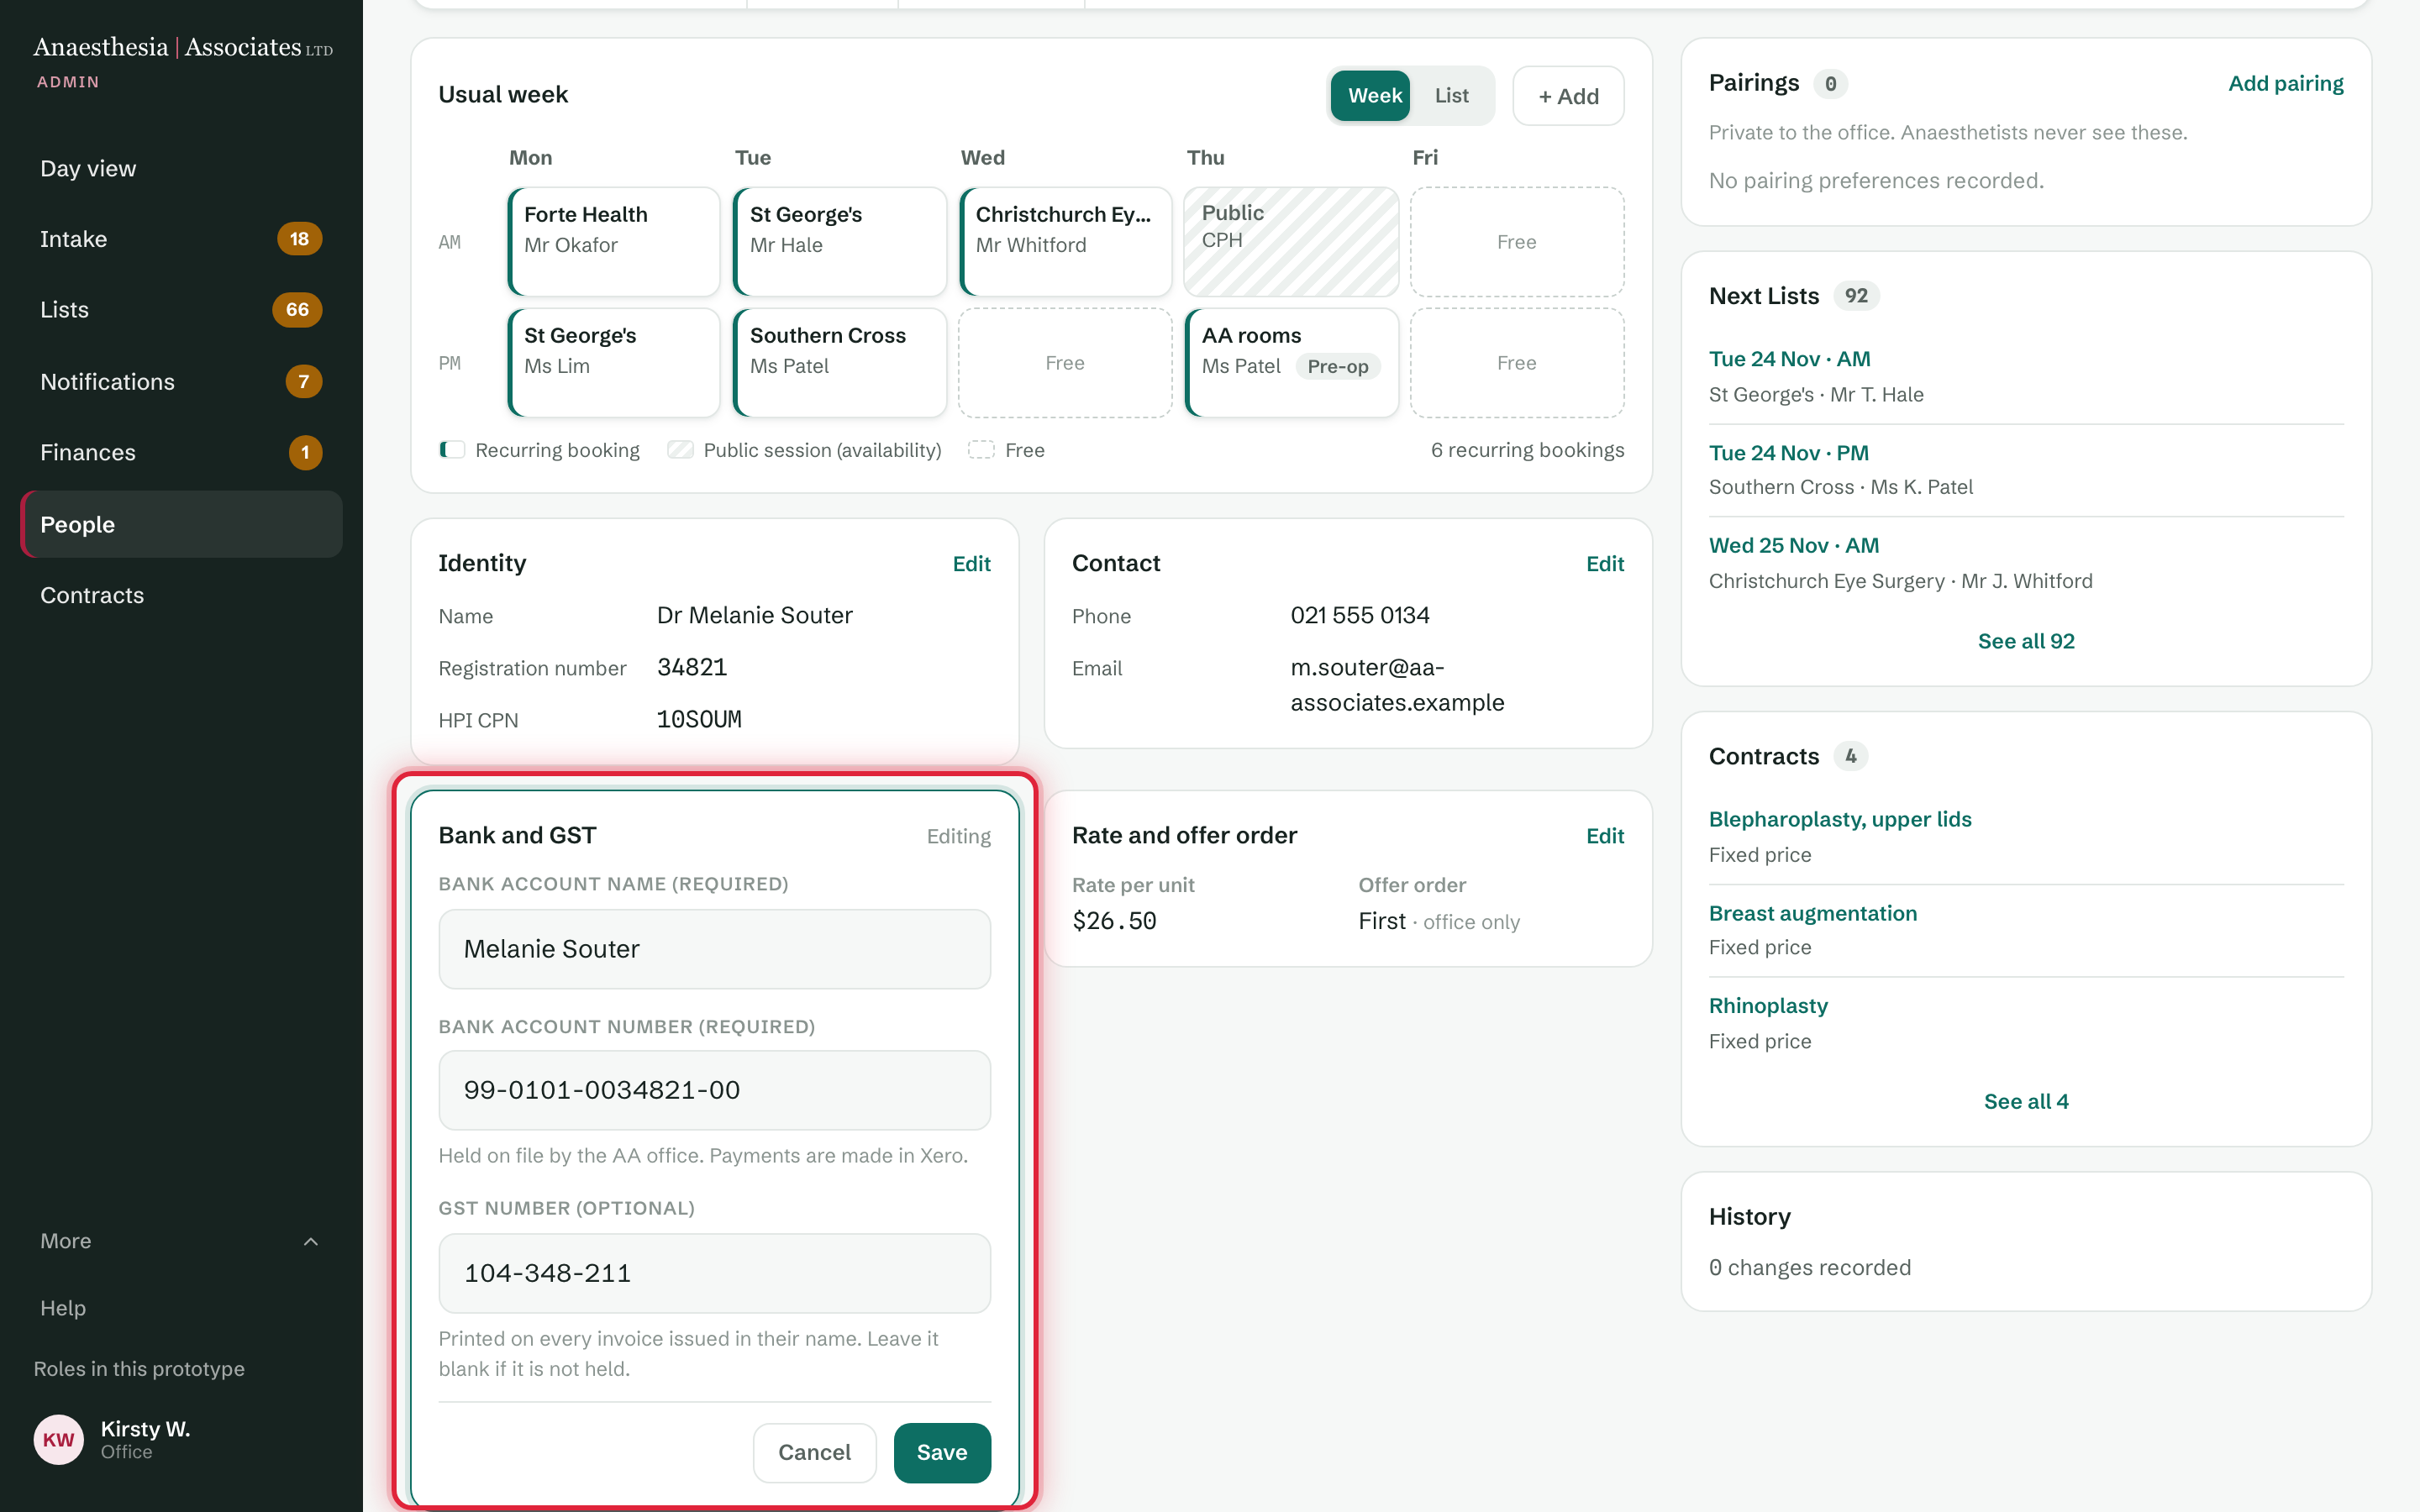 Anaesthesia | Associates LTD
ADMIN
Day view
Intake 18
Lists 66
Notifications 7
Finances 1
People
Contracts
More
Help
Roles in this prototype
KW
Kirsty W.
Office
Usual week
Week List + Add
Mon Tue Wed Thu Fri
AM
Forte Health
Mr Okafor
St George's
Mr Hale
Christchurch Ey...
Mr Whitford
Public
CPH
Free
PM
St George's
Ms Lim
Southern Cross
Ms Patel
Free
AA rooms
Ms Patel Pre-op
Free
Recurring booking Public session (availability) Free 6 recurring bookings
Identity Edit
Name Dr Melanie Souter
Registration number 34821
HPI CPN 10SOUM
Contact Edit
Phone 021 555 0134
Email m.souter@aa-
associates.example
Bank and GST Editing
BANK ACCOUNT NAME (REQUIRED)
Melanie Souter
BANK ACCOUNT NUMBER (REQUIRED)
99-0101-0034821-00
Held on file by the AA office. Payments are made in Xero.
GST NUMBER (OPTIONAL)
104-348-211
Printed on every invoice issued in their name. Leave it
blank if it is not held.
Cancel Save
Rate and offer order Edit
Rate per unit Offer order
$26.50 First · office only
Pairings 0 Add pairing
Private to the office. Anaesthetists never see these.
No pairing preferences recorded.
Next Lists 92
Tue 24 Nov · AM
St George's · Mr T. Hale
Tue 24 Nov · PM
Southern Cross · Ms K. Patel
Wed 25 Nov · AM
Christchurch Eye Surgery · Mr J. Whitford
See all 92
Contracts 4
Blepharoplasty, upper lids
Fixed price
Breast augmentation
Fixed price
Rhinoplasty
Fixed price
See all 4
History
0 changes recorded